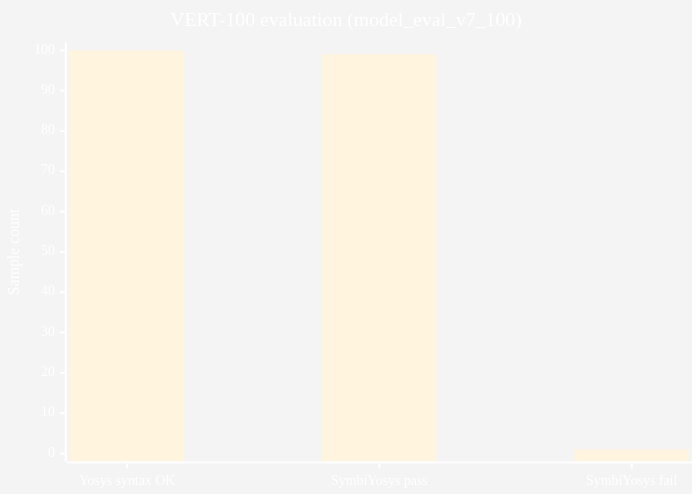 VERT-100 evaluation (model_eval_v7_100)
100
90
80
70
60
50
40
30
20
10
0
Sample count
Yosys syntax OK
SymbiYosys pass
SymbiYosys fail